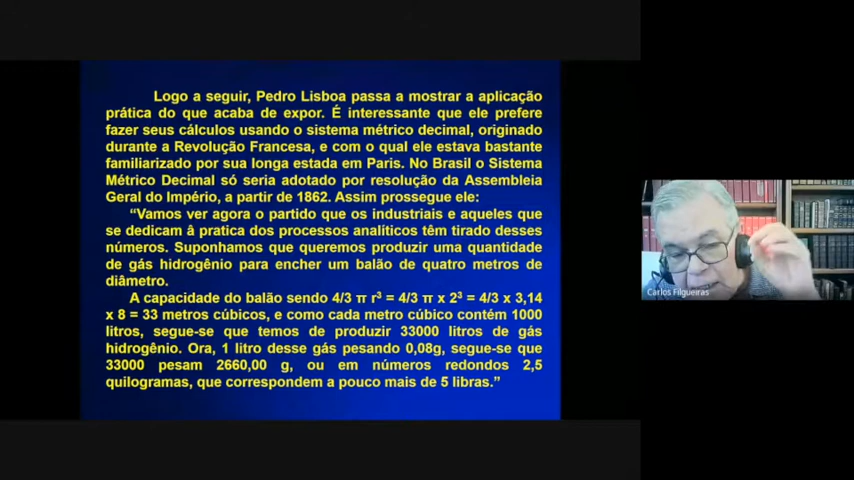 Logo a seguir, Pedro Lisboa passa a mostrar a aplicação
prática do que acaba de expor. É interessante que ele prefere
fazer seus cálculos usando o sistema métrico decimal, originado
durante a Revolução Francesa, e com o qual ele estava bastante
familiarizado por sua longa estada em Paris. No Brasil o Sistema
Métrico Decimal só seria adotado por resolução da Assembleia
Geral do Império, a partir de 1862. Assim prossegue ele:
“Vamos ver agora o partido que os industriais e aqueles que
se dedicam â pratica dos processos analíticos têm tirado desses
números. Suponhamos que queremos produzir uma quantidade
de gás hidrogênio para encher um balão de quatro metros de
diâmetro.
A capacidade do balão sendo 4/3 π r³ = 4/3 π x 2³ = 4/3 x 3,14
x 8 = 33 metros cúbicos, e como cada metro cúbico contém 1000
litros, segue-se que temos de produzir 33000 litros de gás
hidrogênio. Ora, 1 litro desse gás pesando 0,08g, segue-se que
33000 pesam 2660,00 g, ou em números redondos 2,5
quilogramas, que correspondem a pouco mais de 5 libras.”
Carlos Filgueiras